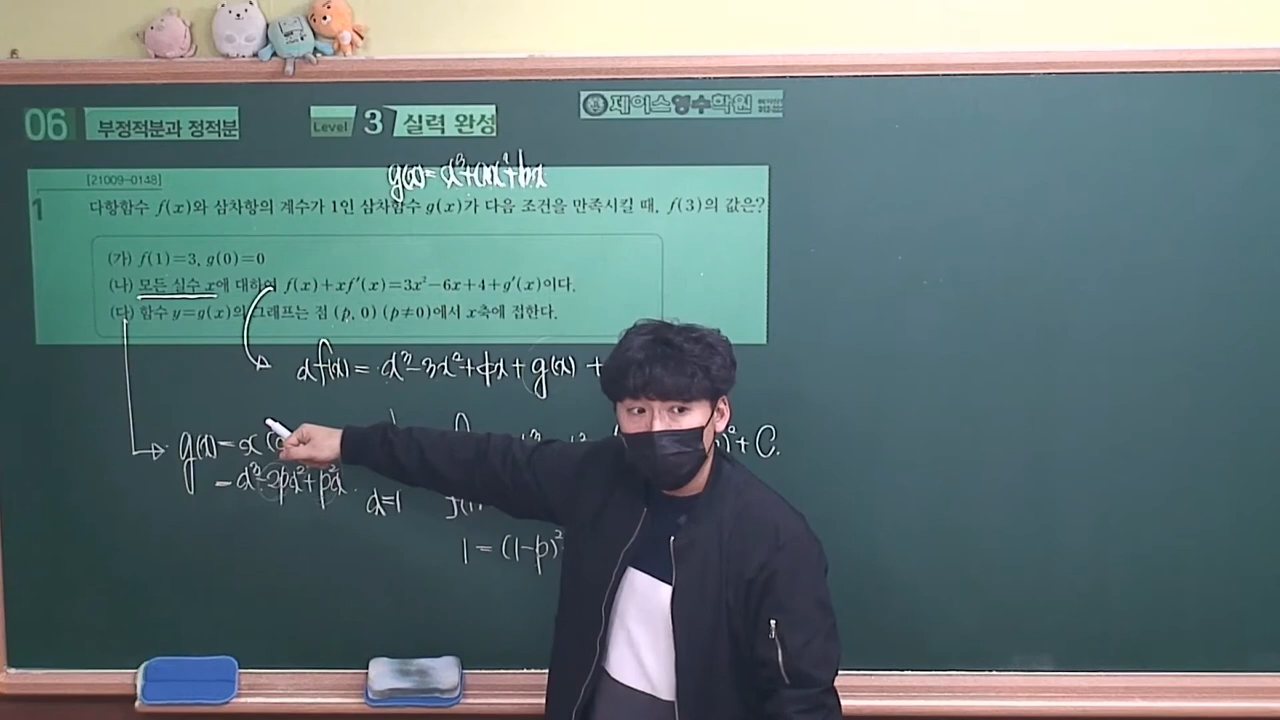 06 부정적분과 정적분 Level 3 실력 완성 제이스영수학원
g(x)=x³+ax²+bx
[21009-0148]
1 다항함수 f(x)와 삼차항의 계수가 1인 삼차함수 g(x)가 다음 조건을 만족시킬 때, f(3)의 값은?
(가) f(1)=3, g(0)=0
(나) 모든 실수 x에 대하여 f(x)+xf′(x)=3x²-6x+4+g′(x)이다.
(다) 함수 y=g(x)의 그래프는 점 (p, 0) (p≠0)에서 x축에 접한다.
xf(x)= x³-3x²+4x+g(x)+
g(x)=x( )²+C.
=x³-2px²+p²x. x=1
1=(1-p)²